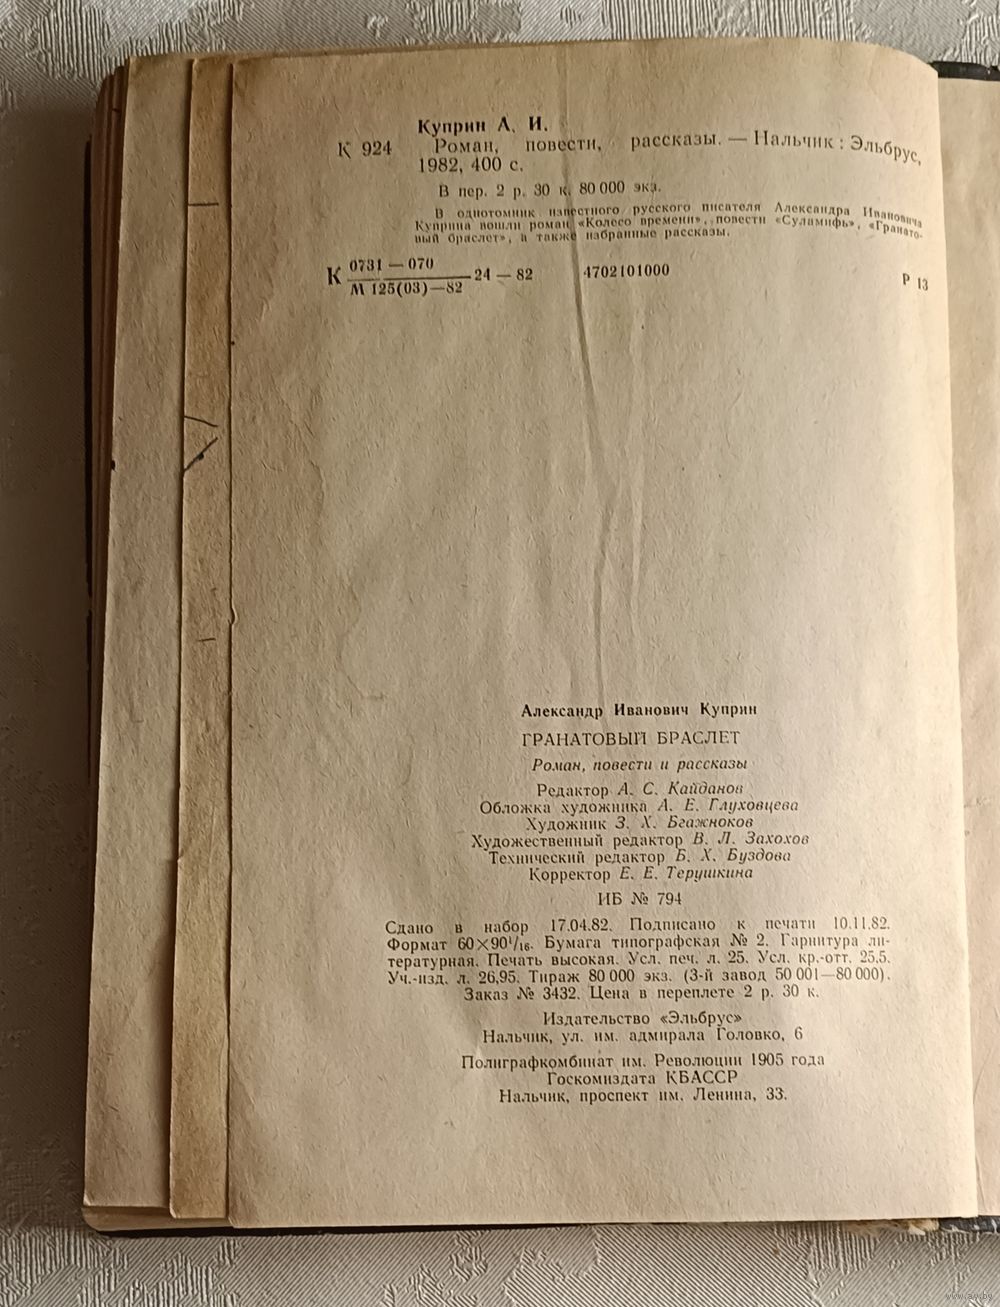 Куприн А. И.
К 924 Роман, повести, рассказы. — Нальчик : Эльбрус,
1982, 400 с.
В пер. 2 р. 30 к. 80 000 экз.
В однотомник известного русского писателя Александра Ивановича
Куприна вошли роман «Колесо времени», повести «Суламифь», «Гранато-
вый браслет», а также избранные рассказы.
К 0731 — 070
М 125(03)—82
24 — 82 4702101000 Р 13
Александр Иванович Куприн
ГРАНАТОВЫЙ БРАСЛЕТ
Роман, повести и рассказы
Редактор А. С. Кайданов
Обложка художника А. Е. Глуховцева
Художник З. Х. Бгажноков
Художественный редактор В. Л. Захохов
Технический редактор Б. Х. Буздова
Корректор Е. Е. Терушкина
ИБ № 794
Сдано в набор 17.04.82. Подписано к печати 10.11.82.
Формат 60×90¹/₁₆. Бумага типографская № 2. Гарнитура ли-
тературная. Печать высокая. Усл. печ. л. 25. Усл. кр.-отт. 25,5.
Уч.-изд. л. 26,95. Тираж 80 000 экз. (3-й завод 50 001—80 000).
Заказ № 3432. Цена в переплете 2 р. 30 к.
Издательство «Эльбрус»
Нальчик, ул. им. адмирала Головко, 6
Полиграфкомбинат им. Революции 1905 года
Госкомиздата КБАССР
Нальчик, проспект им. Ленина, 33.
www.ay.by